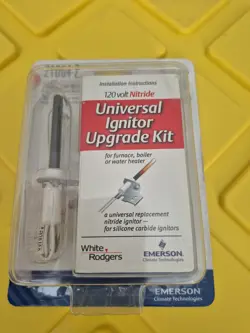 Installation Instructions
120 volt Nitride
Universal
Ignitor
Upgrade Kit
for furnace, boiler
or water heater
a universal replacement
nitride ignitor —
for silicone carbide ignitors
White
Rodgers
EMERSON
Climate Technologies
EMERSON
Climate Technologies